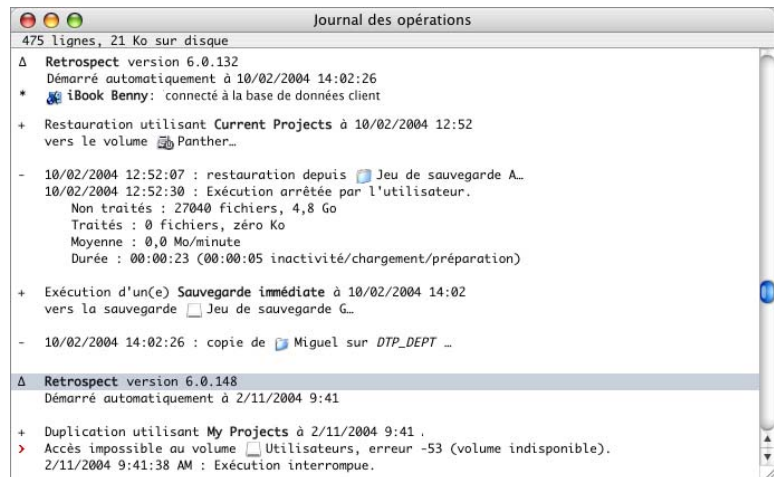 Journal des opérations
475 lignes, 21 Ko sur disque
Δ Retrospect version 6.0.132
Démarré automatiquement à 10/02/2004 14:02:26
* iBook Benny: connecté à la base de données client
+ Restauration utilisant Current Projects à 10/02/2004 12:52
vers le volume Panther…
- 10/02/2004 12:52:07 : restauration depuis Jeu de sauvegarde A…
10/02/2004 12:52:30 : Exécution arrêtée par l'utilisateur.
Non traités : 27040 fichiers, 4,8 Go
Traités : 0 fichiers, zéro Ko
Moyenne : 0,0 Mo/minute
Durée : 00:00:23 (00:00:05 inactivité/chargement/préparation)
+ Exécution d'un(e) Sauvegarde immédiate à 10/02/2004 14:02
vers la sauvegarde Jeu de sauvegarde G…
- 10/02/2004 14:02:26 : copie de Miguel sur DTP_DEPT …
Δ Retrospect version 6.0.148
Démarré automatiquement à 2/11/2004 9:41
+ Duplication utilisant My Projects à 2/11/2004 9:41 .
> Accès impossible au volume Utilisateurs, erreur -53 (volume indisponible).
2/11/2004 9:41:38 AM : Exécution interrompue.